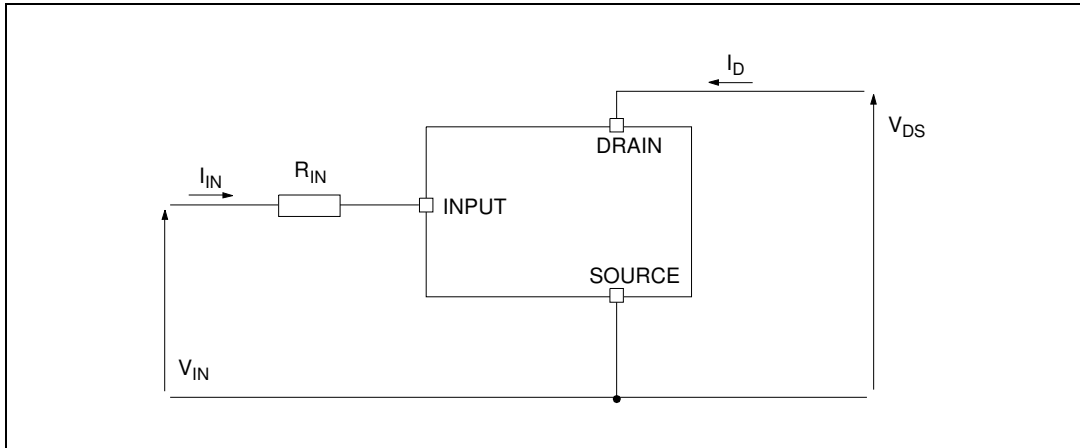 I_D
V_DS
DRAIN
R_IN
I_IN
INPUT
SOURCE
V_IN